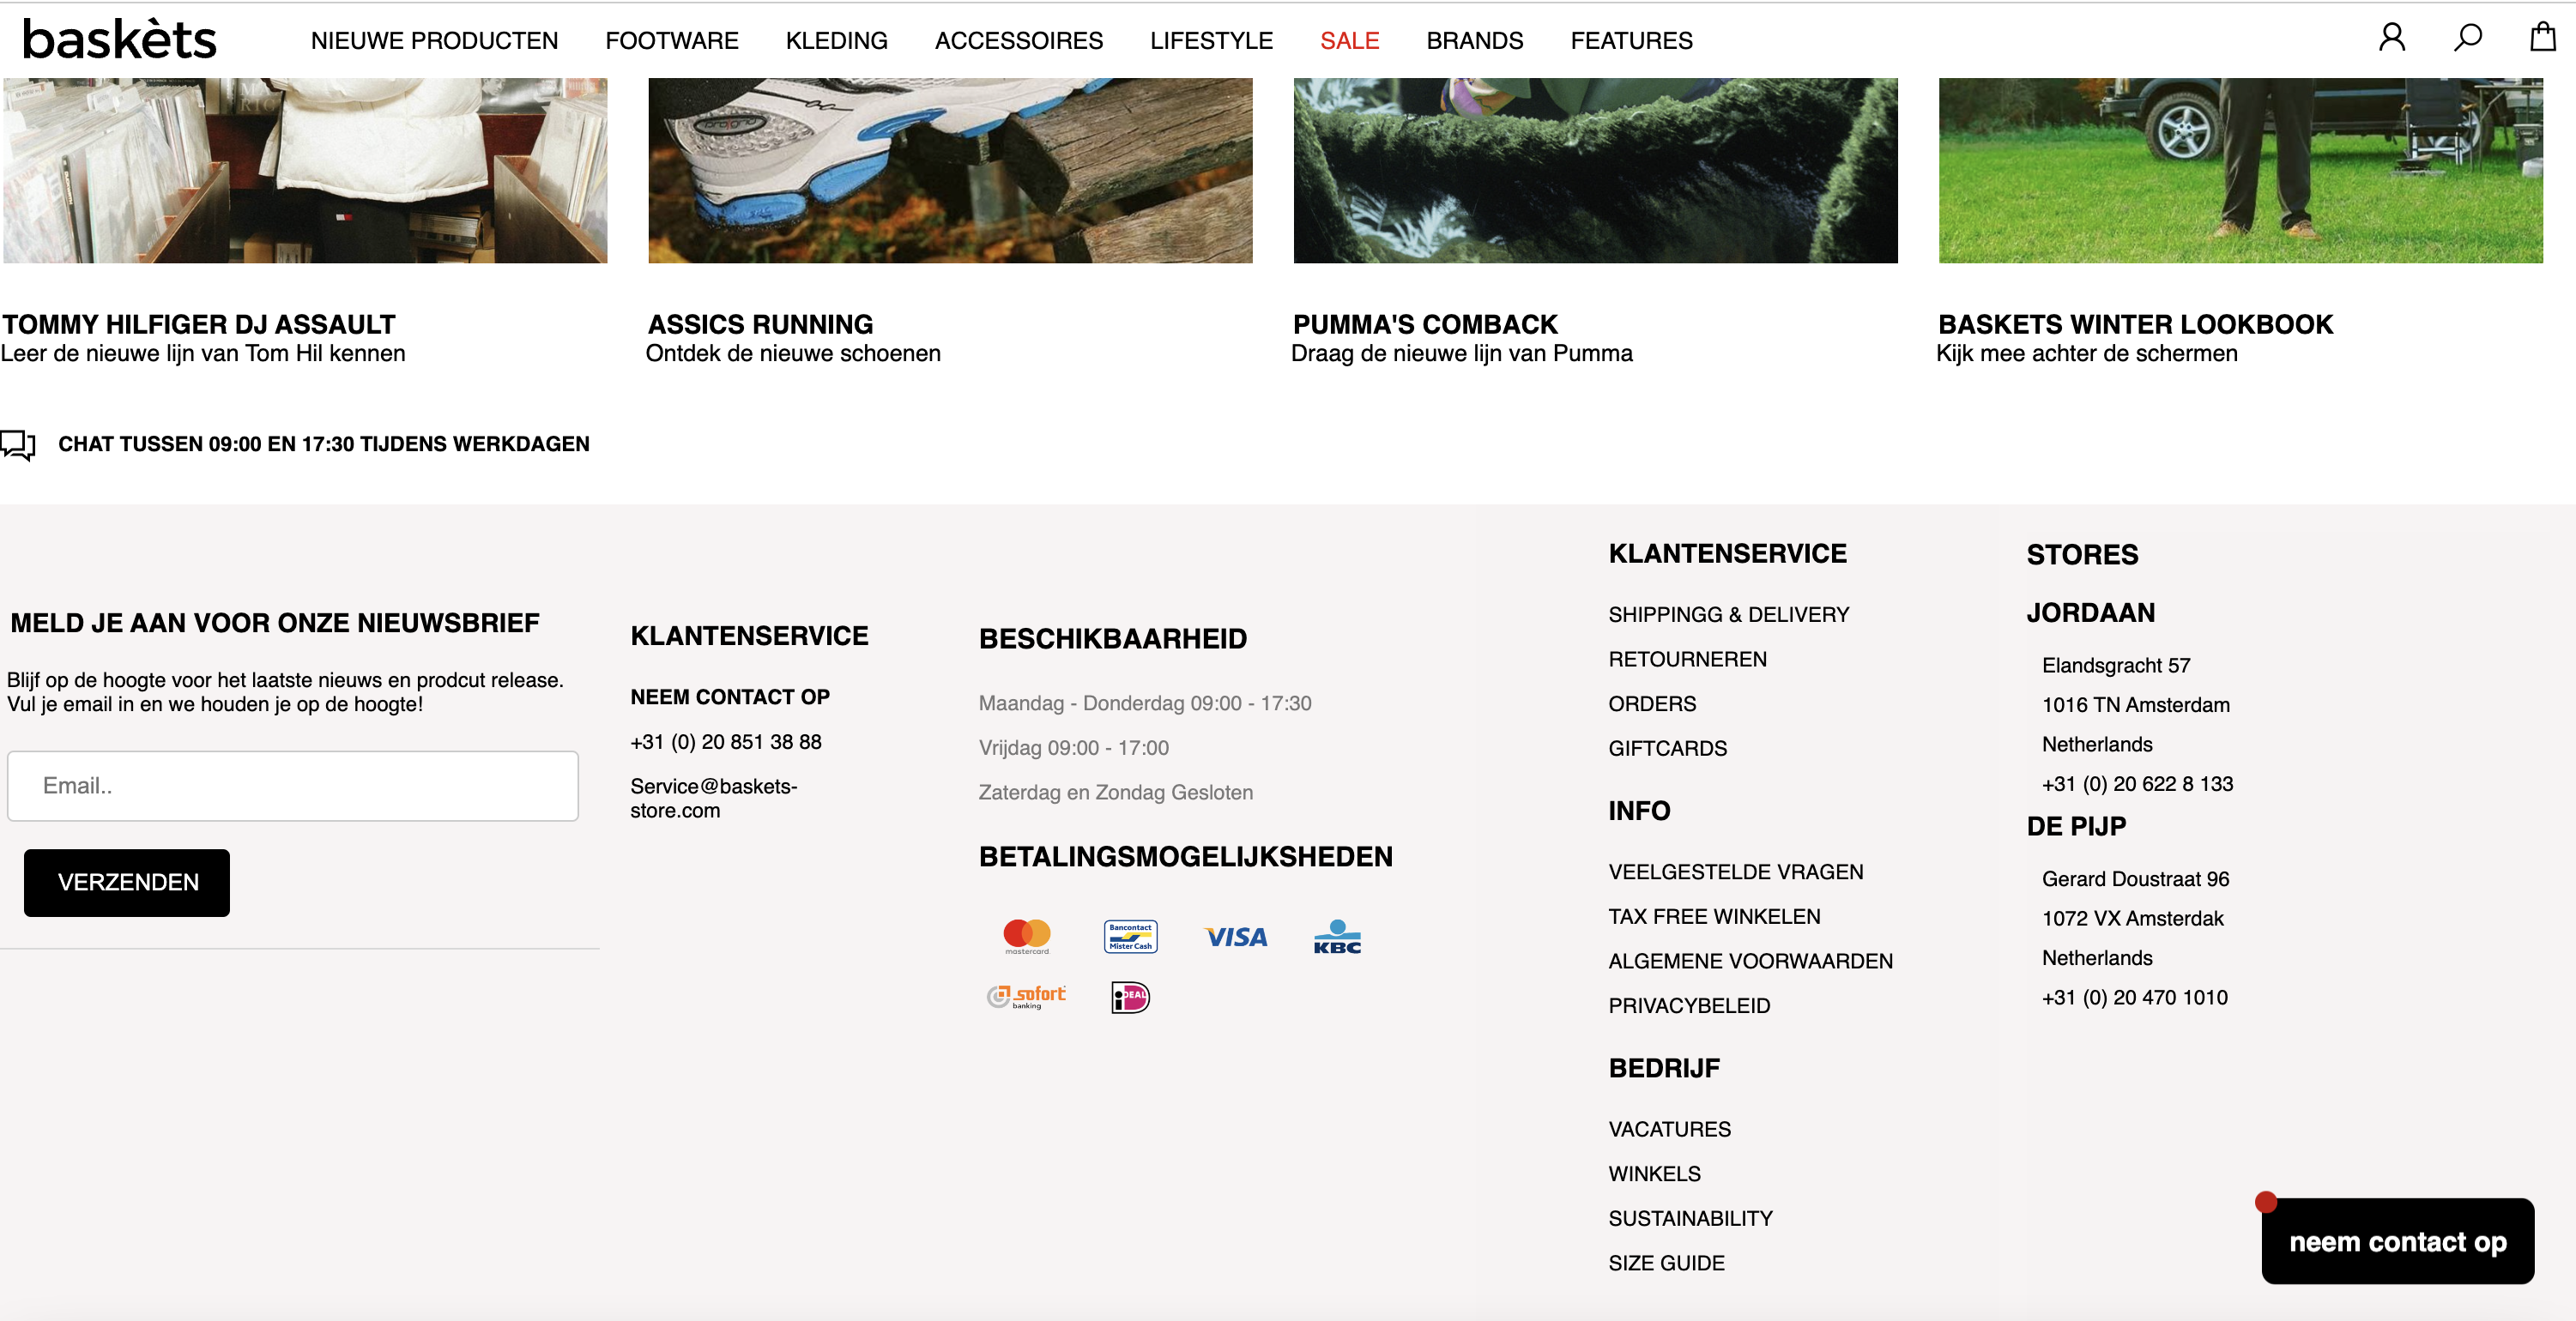 baskèts
NIEUWE PRODUCTEN FOOTWARE KLEDING ACCESSOIRES LIFESTYLE SALE BRANDS FEATURES
TOMMY HILFIGER DJ ASSAULT
Leer de nieuwe lijn van Tom Hil kennen
ASSICS RUNNING
Ontdek de nieuwe schoenen
PUMMA'S COMBACK
Draag de nieuwe lijn van Pumma
BASKETS WINTER LOOKBOOK
Kijk mee achter de schermen
CHAT TUSSEN 09:00 EN 17:30 TIJDENS WERKDAGEN
MELD JE AAN VOOR ONZE NIEUWSBRIEF
Blijf op de hoogte voor het laatste nieuws en prodcut release.
Vul je email in en we houden je op de hoogte!
Email..
VERZENDEN
KLANTENSERVICE
NEEM CONTACT OP
+31 (0) 20 851 38 88
Service@baskets-
store.com
BESCHIKBAARHEID
Maandag - Donderdag 09:00 - 17:30
Vrijdag 09:00 - 17:00
Zaterdag en Zondag Gesloten
BETALINGSMOGELIJKSHEDEN
mastercard
Bancontact
Mister Cash
VISA
KBC
sofort
banking
iDEAL
KLANTENSERVICE
SHIPPINGG & DELIVERY
RETOURNEREN
ORDERS
GIFTCARDS
INFO
VEELGESTELDE VRAGEN
TAX FREE WINKELEN
ALGEMENE VOORWAARDEN
PRIVACYBELEID
BEDRIJF
VACATURES
WINKELS
SUSTAINABILITY
SIZE GUIDE
STORES
JORDAAN
Elandsgracht 57
1016 TN Amsterdam
Netherlands
+31 (0) 20 622 8 133
DE PIJP
Gerard Doustraat 96
1072 VX Amsterdak
Netherlands
+31 (0) 20 470 1010
neem contact op